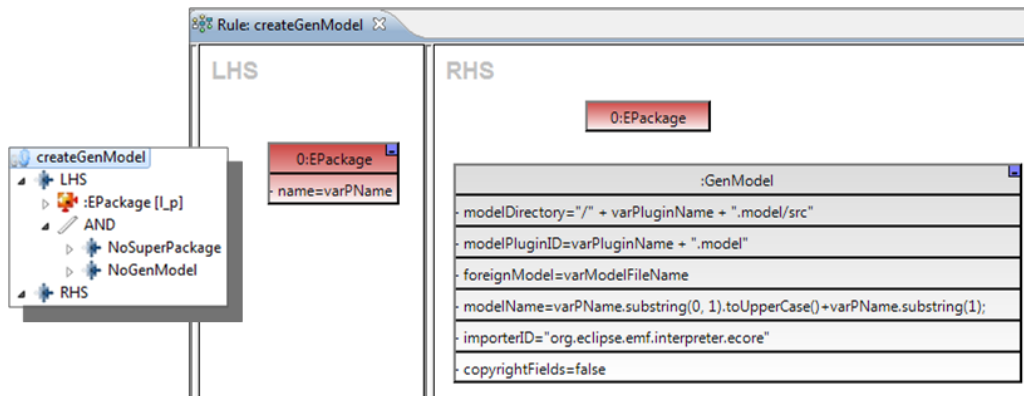 Rule: createGenModel
LHS
RHS
0:EPackage
0:EPackage
- name=varPName
:GenModel
- modelDirectory="/" + varPluginName + ".model/src"
- modelPluginID=varPluginName + ".model"
- foreignModel=varModelFileName
- modelName=varPName.substring(0, 1).toUpperCase()+varPName.substring(1);
- importerID="org.eclipse.emf.interpreter.ecore"
- copyrightFields=false
createGenModel
LHS
:EPackage [l_p]
AND
NoSuperPackage
NoGenModel
RHS